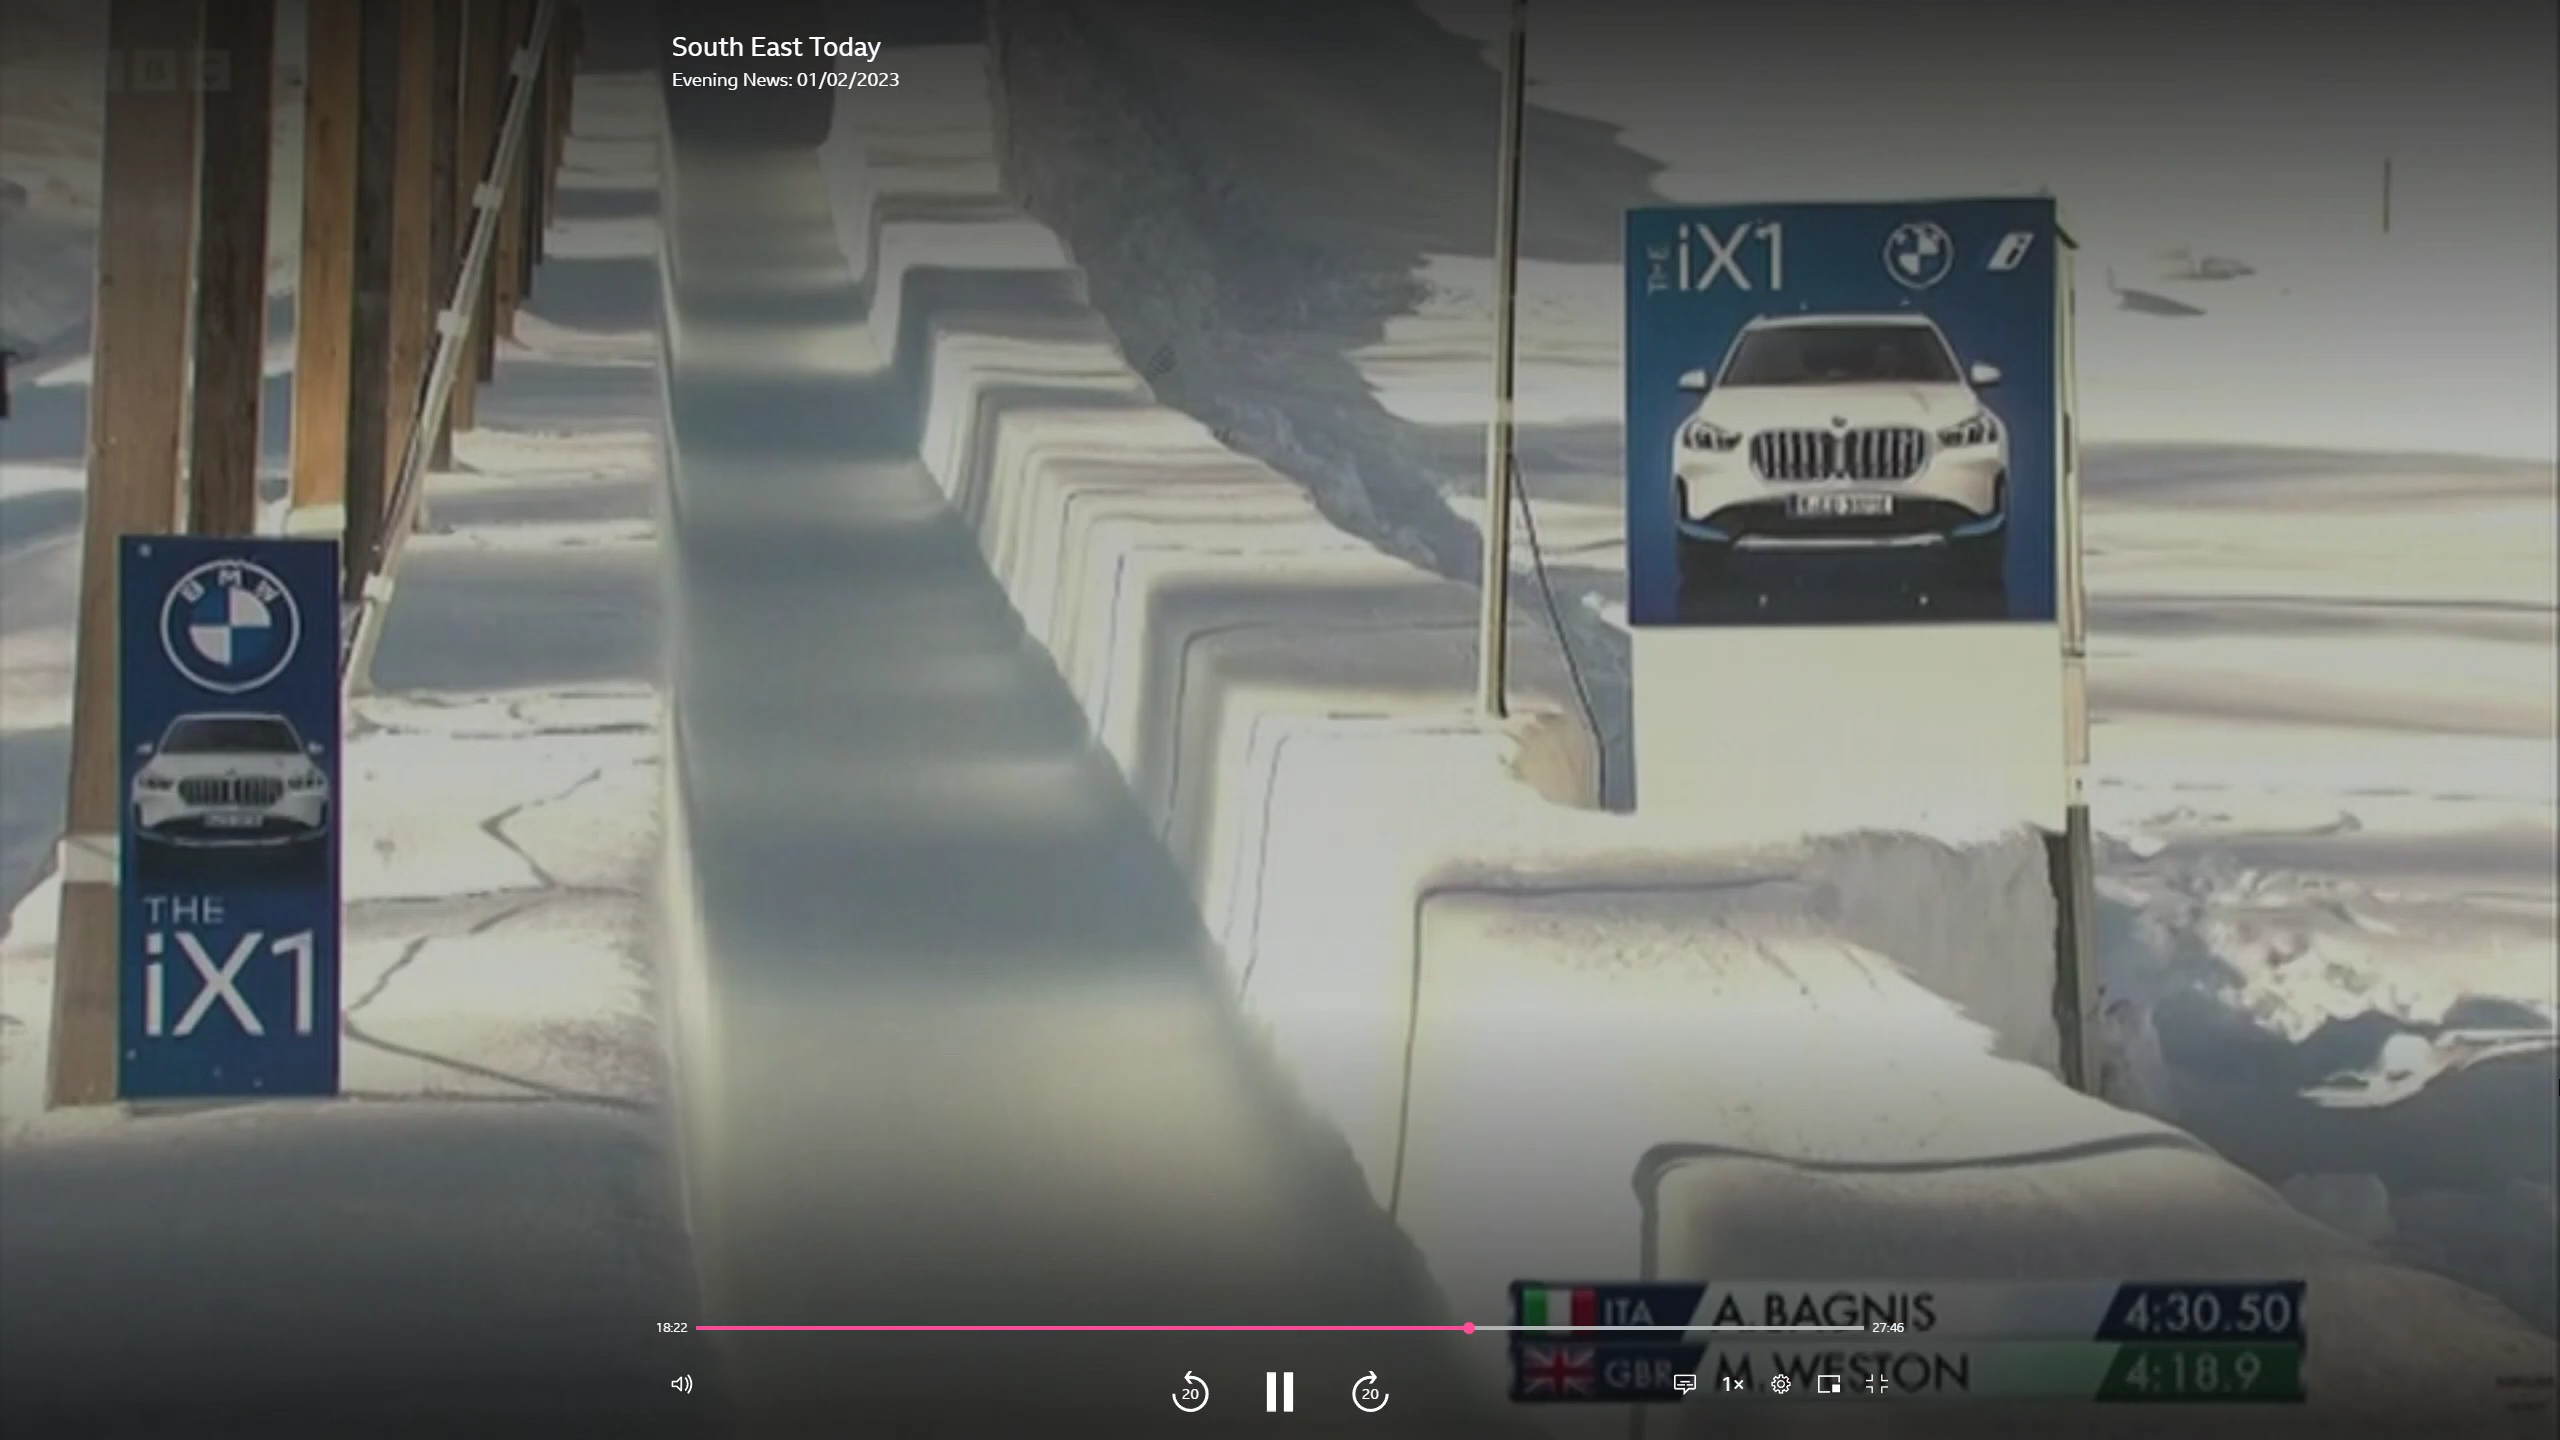 South East Today
Evening News: 01/02/2023
THE iX1
BMW
THE
iX1
ITA A. BAGNIS 4:30.50
18:22
27:46
GBR M. WESTON 4:18.9
20
20
1×